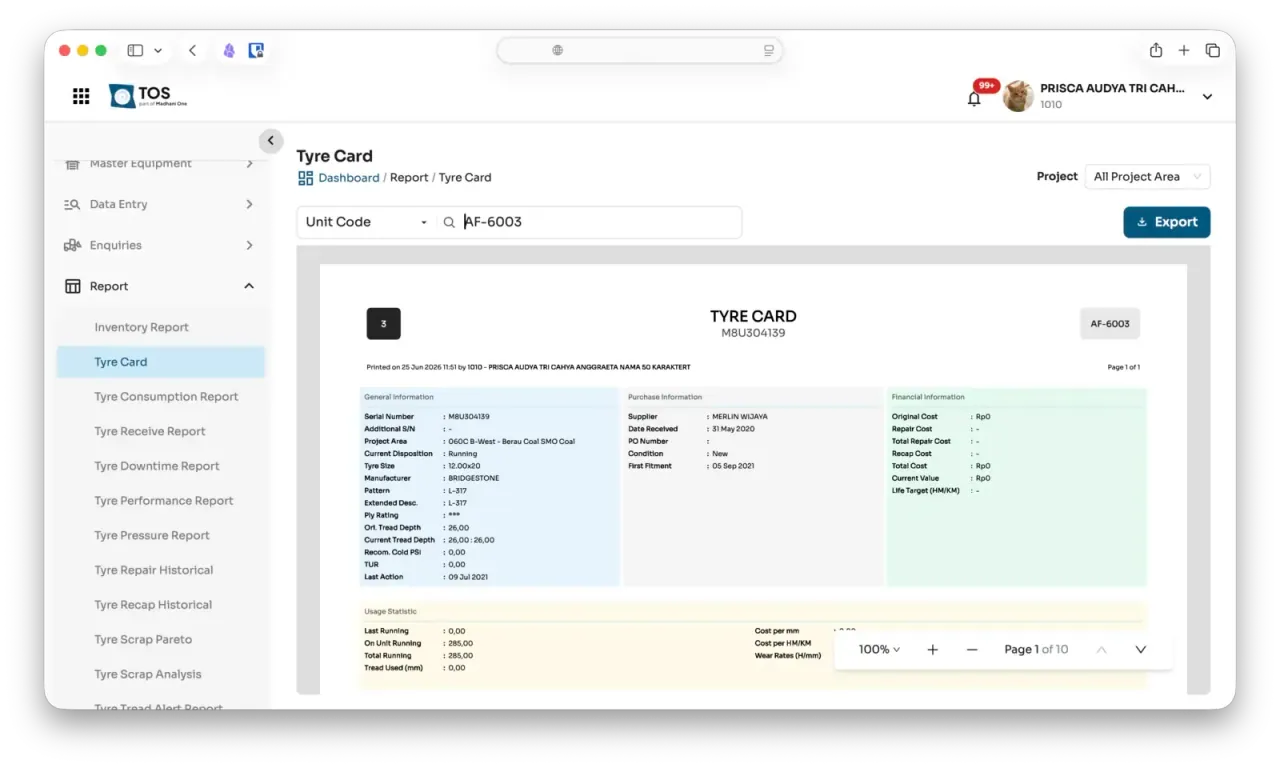 TOS
part of Madhani One
99+
PRISCA AUDYA TRI CAH...
1010
Master Equipment
Data Entry
Enquiries
Report
Inventory Report
Tyre Card
Tyre Consumption Report
Tyre Receive Report
Tyre Downtime Report
Tyre Performance Report
Tyre Pressure Report
Tyre Repair Historical
Tyre Recap Historical
Tyre Scrap Pareto
Tyre Scrap Analysis
Tyre Tread Alert Report
Tyre Card
Dashboard / Report / Tyre Card
Project All Project Area
Unit Code AF-6003
Export
3
TYRE CARD
M8U304139
AF-6003
Printed on 25 Jun 2026 11:51 by 1010 - PRISCA AUDYA TRI CAHYA ANGGRAETA NAMA 50 KARAKTERT
Page 1 of 1
General Information
Serial Number : M8U304139
Additional S/N : -
Project Area : 060C B-West - Berau Coal SMO Coal
Current Disposition : Running
Tyre Size : 12.00x20
Manufacturer : BRIDGESTONE
Pattern : L-317
Extended Desc. : L-317
Ply Rating : ***
Ori. Tread Depth : 26,00
Current Tread Depth : 26,00 : 26,00
Recom. Cold PSI : 0,00
TUR : 0,00
Last Action : 09 Jul 2021
Purchase Information
Supplier : MERLIN WIJAYA
Date Received : 31 May 2020
PO Number :
Condition : New
First Fitment : 05 Sep 2021
Financial Information
Original Cost : Rp0
Repair Cost : -
Total Repair Cost : -
Recap Cost : -
Total Cost : Rp0
Current Value : Rp0
Life Target (HM/KM) : -
Usage Statistic
Last Running : 0,00
On Unit Running : 285,00
Total Running : 285,00
Tread Used (mm) : 0,00
Cost per mm : 0,00
Cost per HM/KM
Wear Rates (H/mm)
100% + − Page 1 of 10